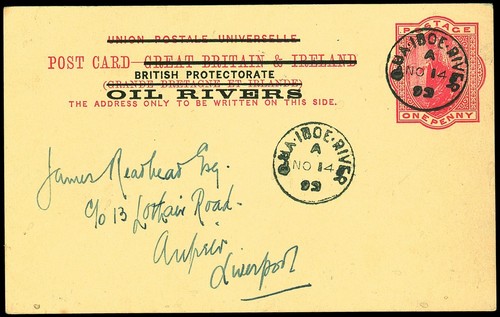 UNION POSTALE UNIVERSELLE
POST CARD—GREAT BRITAIN & IRELAND
BRITISH PROTECTORATE
(GRANDE BRETAGNE ET IRLANDE)
OIL RIVERS
THE ADDRESS ONLY TO BE WRITTEN ON THIS SIDE.
POSTAGE
ONE PENNY
IBOE·RIVER
A
NO 14
93
IBOE·RIVER
A
NO 14
93
James Readhead Esq.
c/o 13 Lothair Road.
Anfield
Liverpool